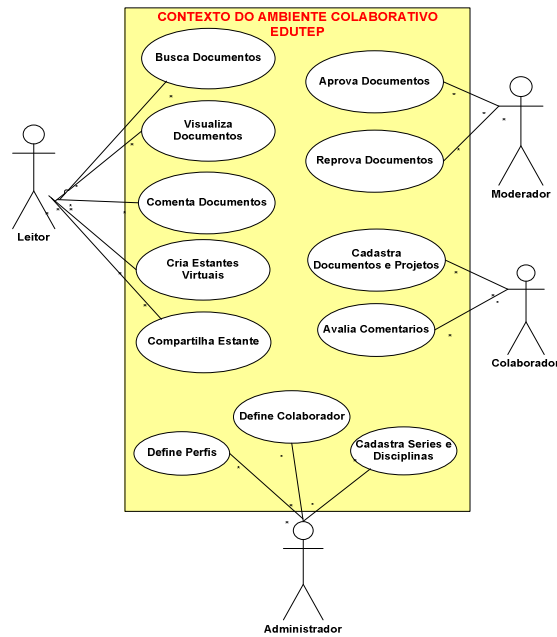 CONTEXTO DO AMBIENTE COLABORATIVO
EDUTEP
Busca Documentos
Aprova Documentos
Visualiza
Documentos
Reprova Documentos
Moderador
Comenta Documentos
Leitor
Cadastra
Documentos e Projetos
Cria Estantes
Virtuais
Avalia Comentarios
Compartilha Estante
Colaborador
Define Colaborador
Define Perfis
Cadastra Series e
Disciplinas
Administrador